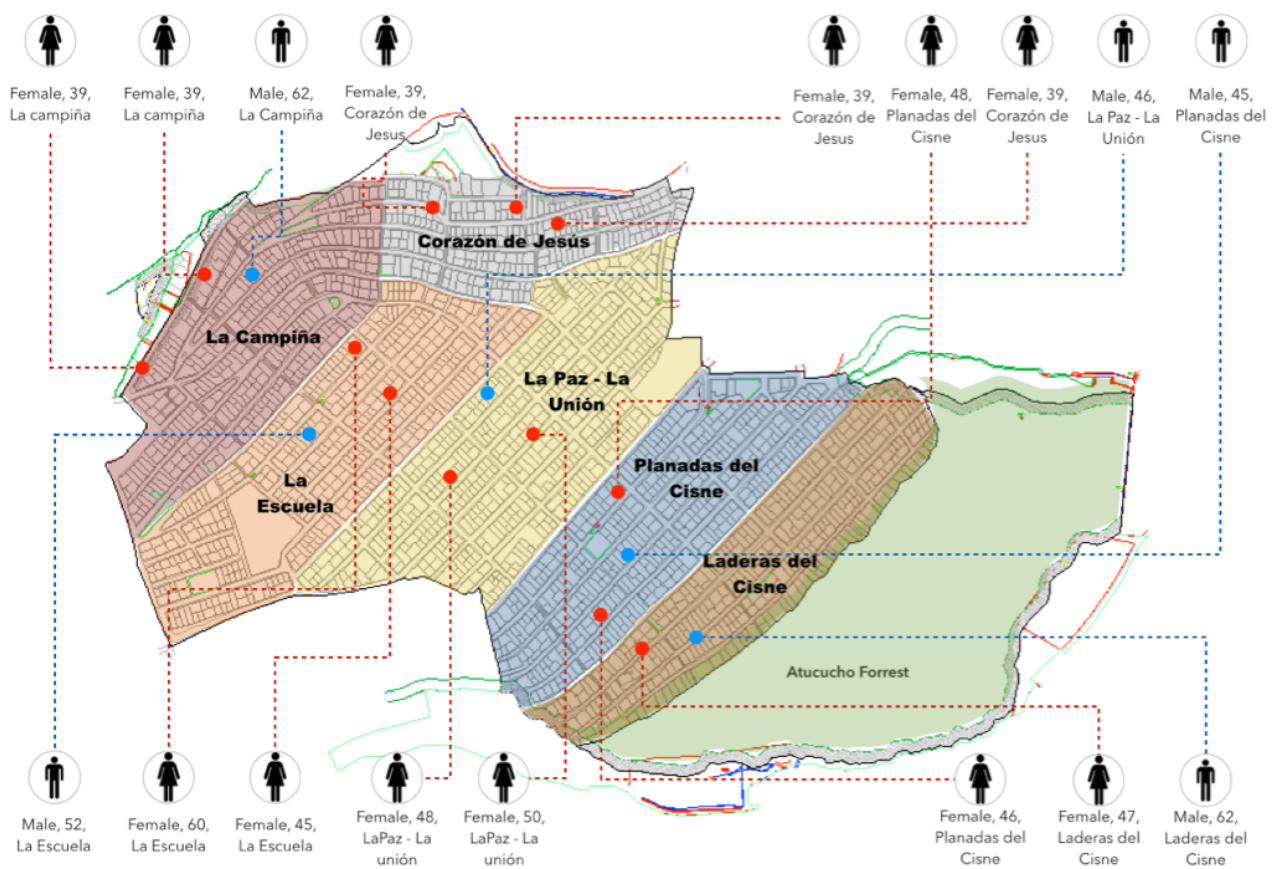 Female, 39,
La campiña
Female, 39,
La campiña
Male, 62,
La Campiña
Female, 39,
Corazón de
Jesus
Female, 39,
Corazón de
Jesus
Female, 48,
Planadas del
Cisne
Female, 39,
Corazón de
Jesus
Male, 46,
La Paz - La
Unión
Male, 45,
Planadas del
Cisne
Corazón de Jesus
La Campiña
La Paz - La
Unión
La
Escuela
Planadas del
Cisne
Laderas del
Cisne
Atucucho Forrest
Male, 52,
La Escuela
Female, 60,
La Escuela
Female, 45,
La Escuela
Female, 48,
LaPaz - La
unión
Female, 50,
LaPaz - La
unión
Female, 46,
Planadas del
Cisne
Female, 47,
Laderas del
Cisne
Male, 62,
Laderas del
Cisne